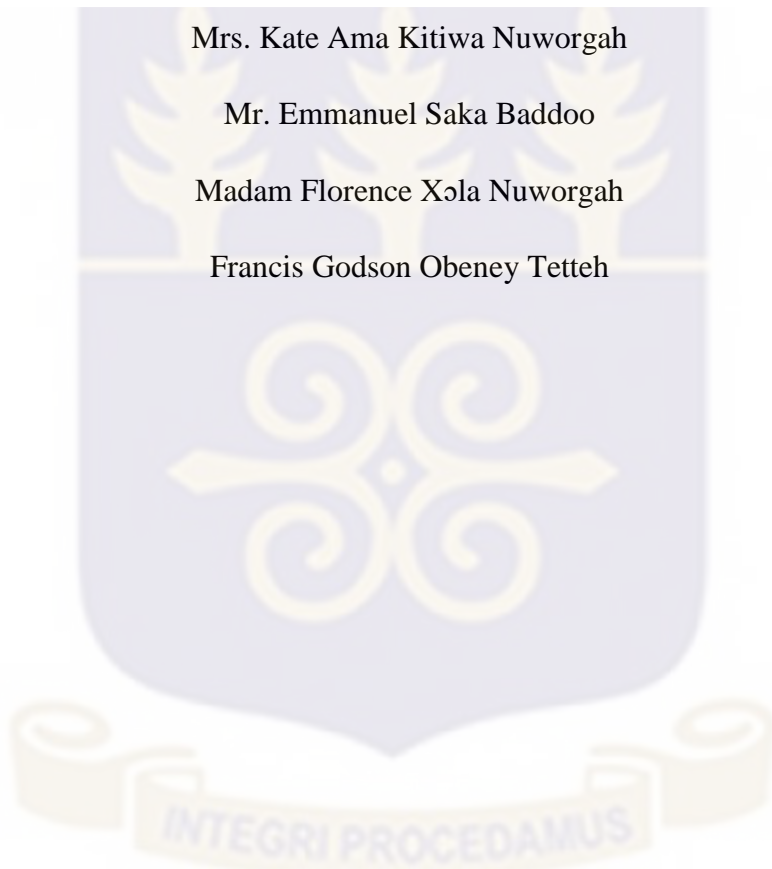 Mrs. Kate Ama Kitiwa Nuworgah
Mr. Emmanuel Saka Baddoo
Madam Florence Xɔla Nuworgah
Francis Godson Obeney Tetteh
INTEGRI PROCEDAMUS